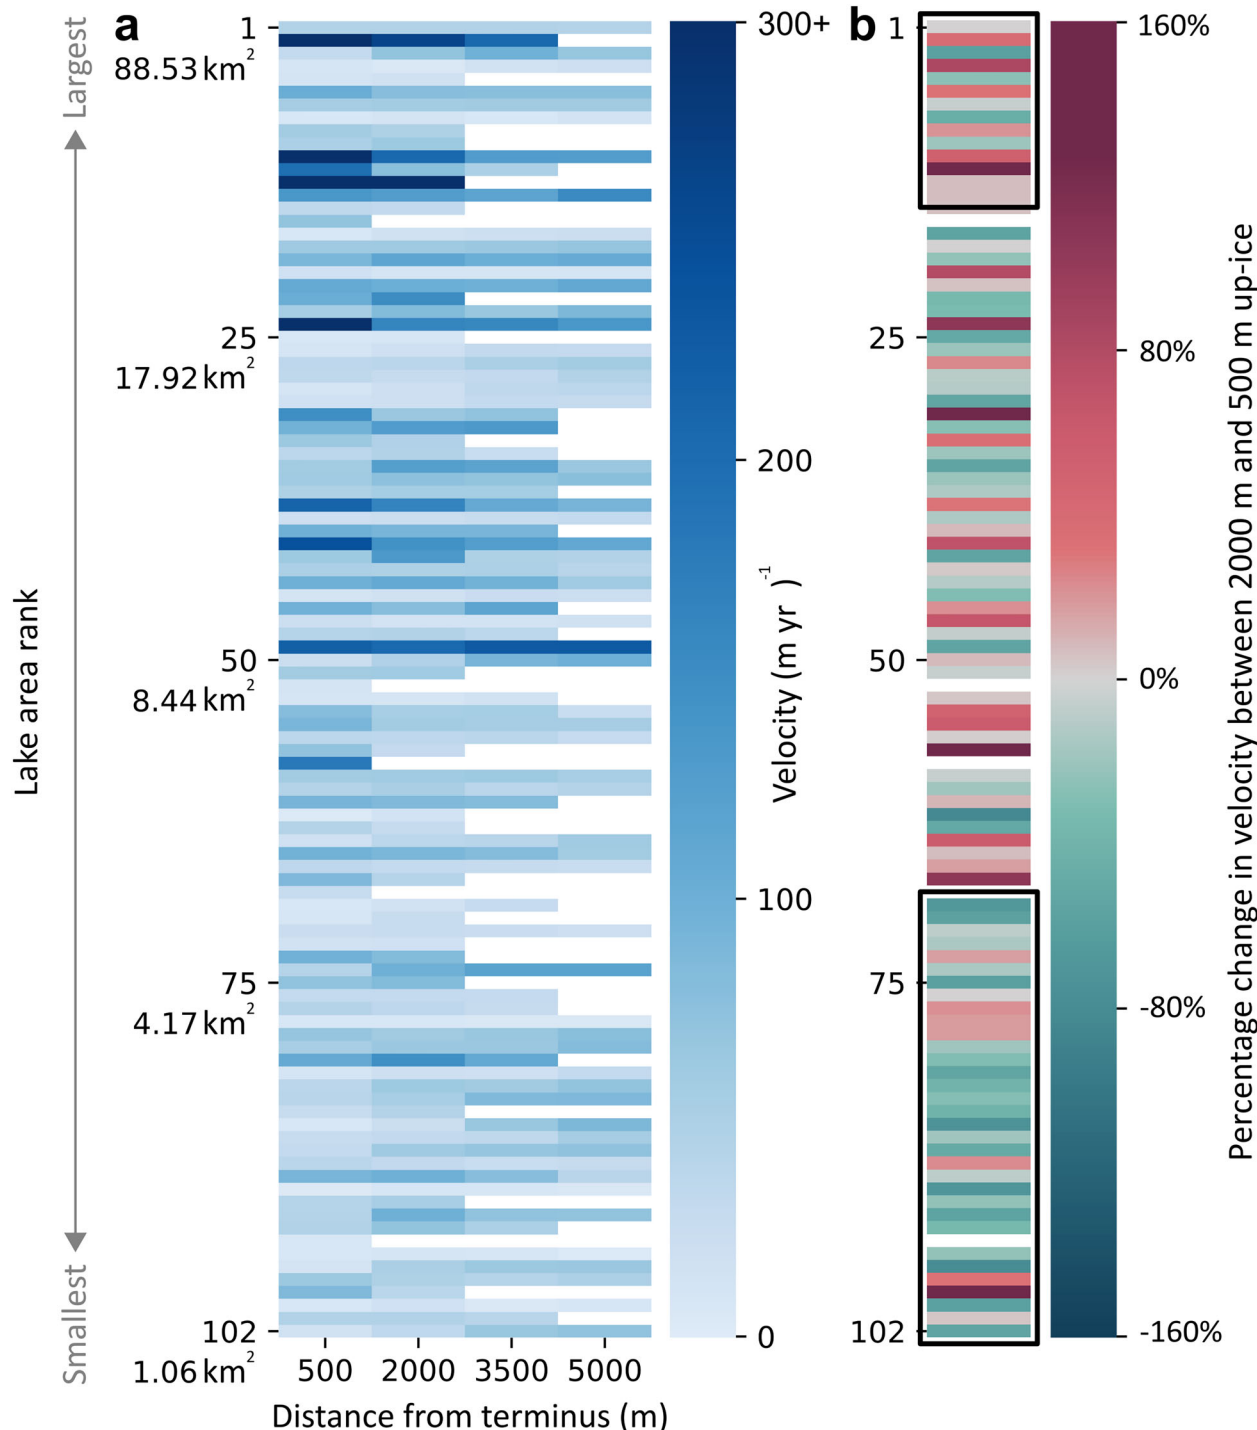 a
b
Largest
Smallest
Lake area rank
1
88.53 km²
25
17.92 km²
50
8.44 km²
75
4.17 km²
102
1.06 km²
500 2000 3500 5000
Distance from terminus (m)
300+
200
100
0
Velocity (m yr )⁻¹
1
25
50
75
102
160%
80%
0%
-80%
-160%
Percentage change in velocity between 2000 m and 500 m up-ice